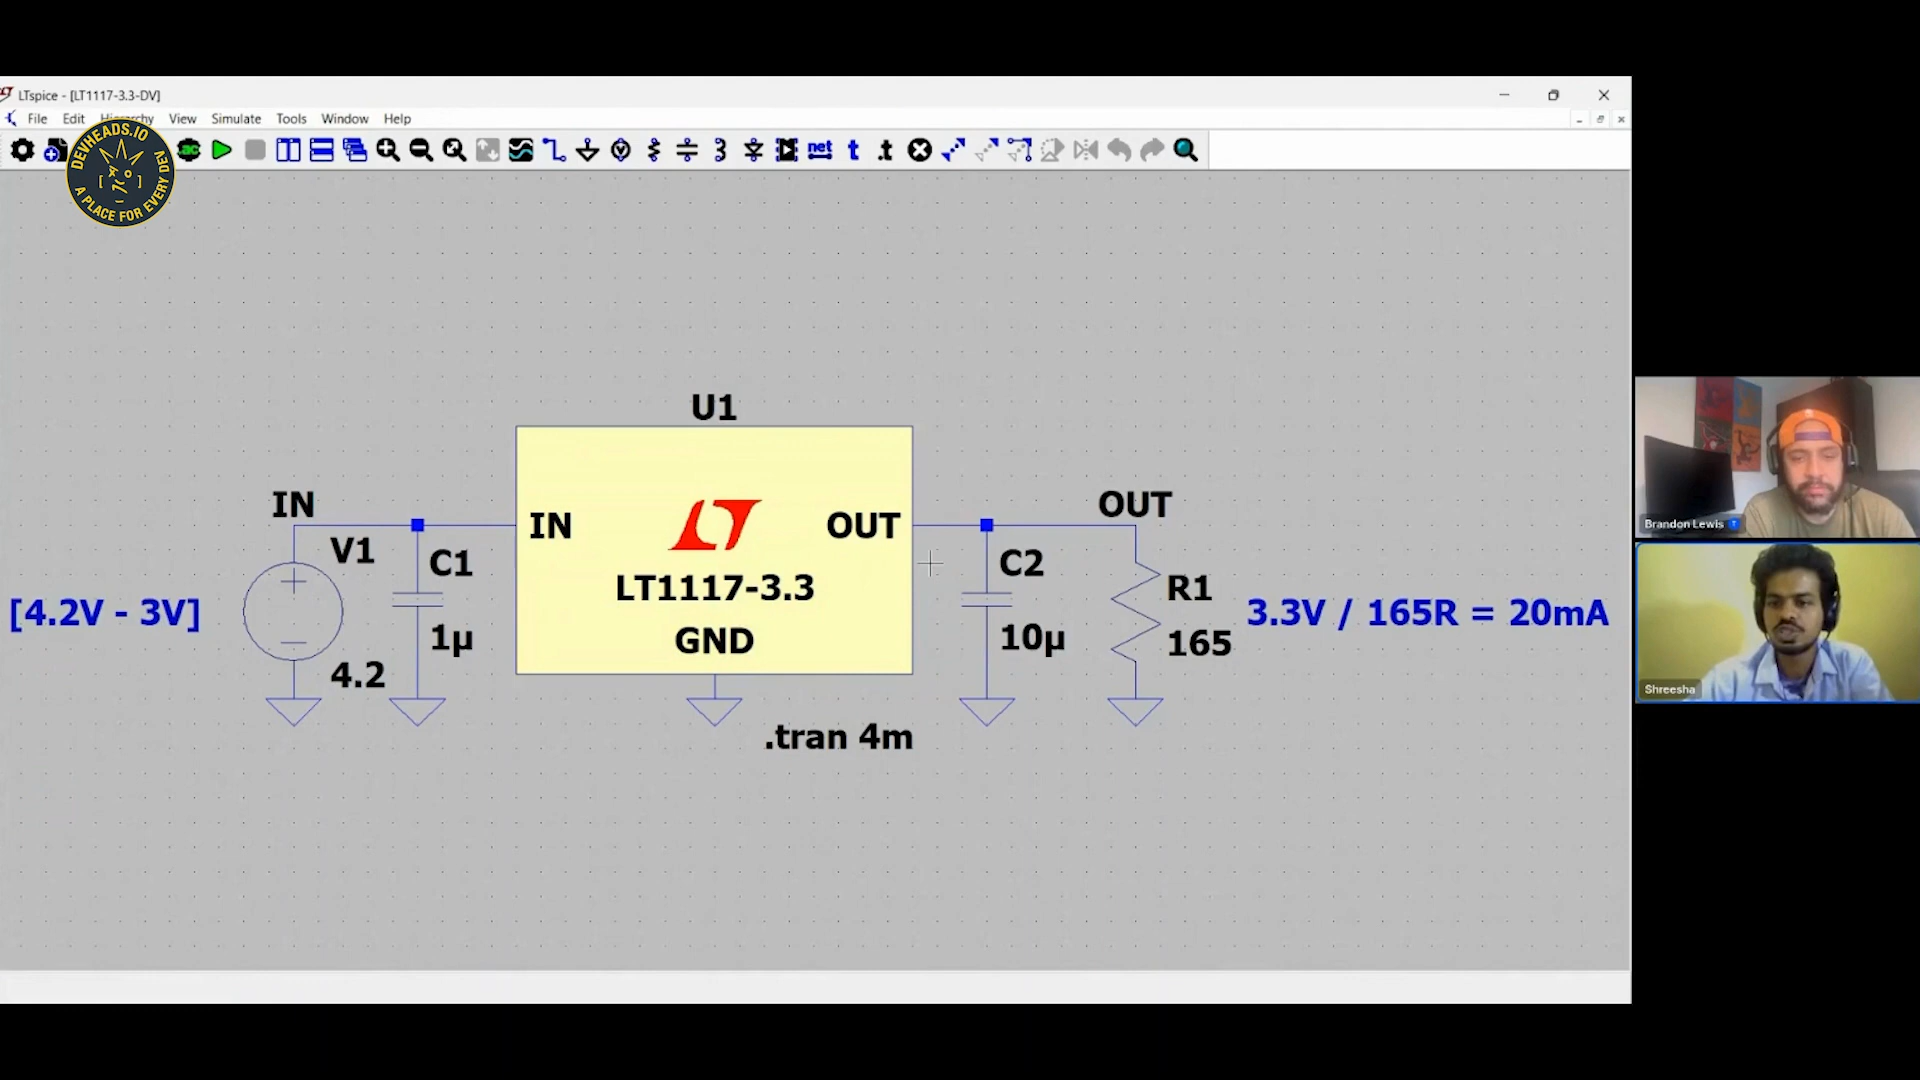 LTspice - [LT1117-3.3-DV]
File Edit Hierarchy View Simulate Tools Window Help
DEVHEADS.IO
A PLACE FOR EVERY DEV
net
t
.t
U1
IN
IN
OUT
OUT
V1
C1
C2
LT1117-3.3
R1
[4.2V - 3V]
3.3V / 165R = 20mA
1µ
GND
10µ
165
4.2
.tran 4m
Brandon Lewis
Shreesha